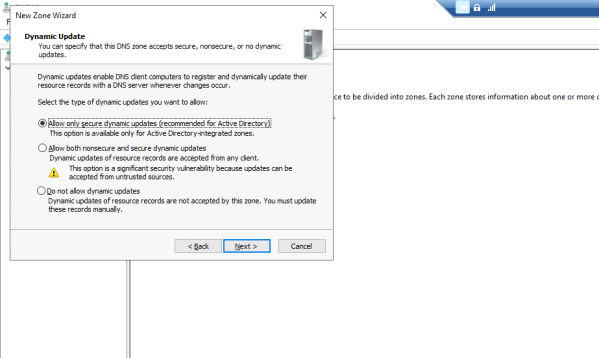 New Zone Wizard
Dynamic Update
You can specify that this DNS zone accepts secure, nonsecure, or no dynamic
updates.
Dynamic updates enable DNS client computers to register and dynamically update their
resource records with a DNS server whenever changes occur.
Select the type of dynamic updates you want to allow:
Allow only secure dynamic updates (recommended for Active Directory)
This option is available only for Active Directory-integrated zones.
Allow both nonsecure and secure dynamic updates
Dynamic updates of resource records are accepted from any client.
This option is a significant security vulnerability because updates can be
accepted from untrusted sources.
Do not allow dynamic updates
Dynamic updates of resource records are not accepted by this zone. You must update
these records manually.
< Back
Next >
Cancel
ce to be divided into zones. Each zone stores information about one or more